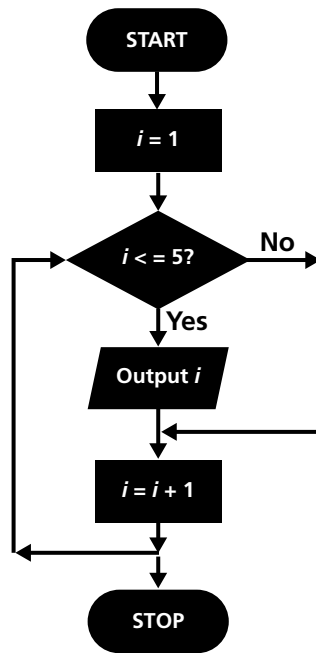 START
i = 1
i < = 5?
No
Yes
Output i
i = i + 1
STOP